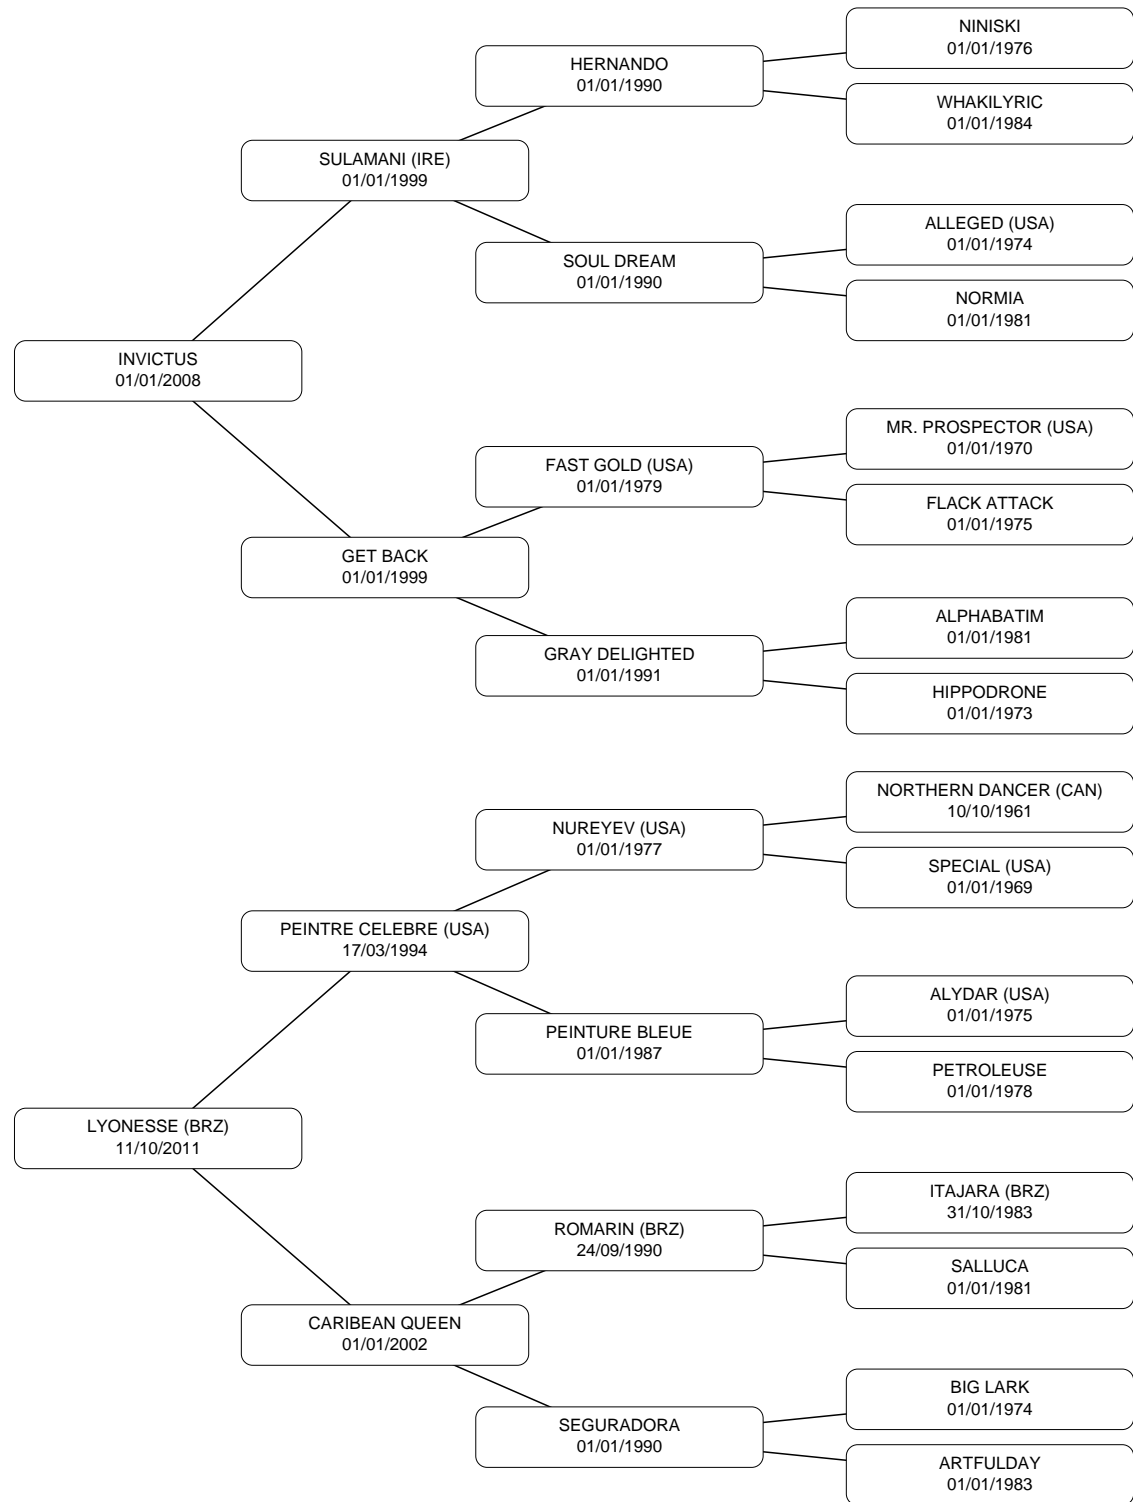 NINISKI
01/01/1976
HERNANDO
01/01/1990
WHAKILYRIC
01/01/1984
SULAMANI (IRE)
01/01/1999
ALLEGED (USA)
01/01/1974
SOUL DREAM
01/01/1990
NORMIA
01/01/1981
INVICTUS
01/01/2008
MR. PROSPECTOR (USA)
01/01/1970
FAST GOLD (USA)
01/01/1979
FLACK ATTACK
01/01/1975
GET BACK
01/01/1999
ALPHABATIM
01/01/1981
GRAY DELIGHTED
01/01/1991
HIPPODRONE
01/01/1973
NORTHERN DANCER (CAN)
10/10/1961
NUREYEV (USA)
01/01/1977
SPECIAL (USA)
01/01/1969
PEINTRE CELEBRE (USA)
17/03/1994
ALYDAR (USA)
01/01/1975
PEINTURE BLEUE
01/01/1987
PETROLEUSE
01/01/1978
LYONESSE (BRZ)
11/10/2011
ITAJARA (BRZ)
31/10/1983
ROMARIN (BRZ)
24/09/1990
SALLUCA
01/01/1981
CARIBEAN QUEEN
01/01/2002
BIG LARK
01/01/1974
SEGURADORA
01/01/1990
ARTFULDAY
01/01/1983